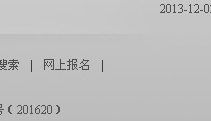 2013-12-0
搜索 | 网上报名 |
号（201620）